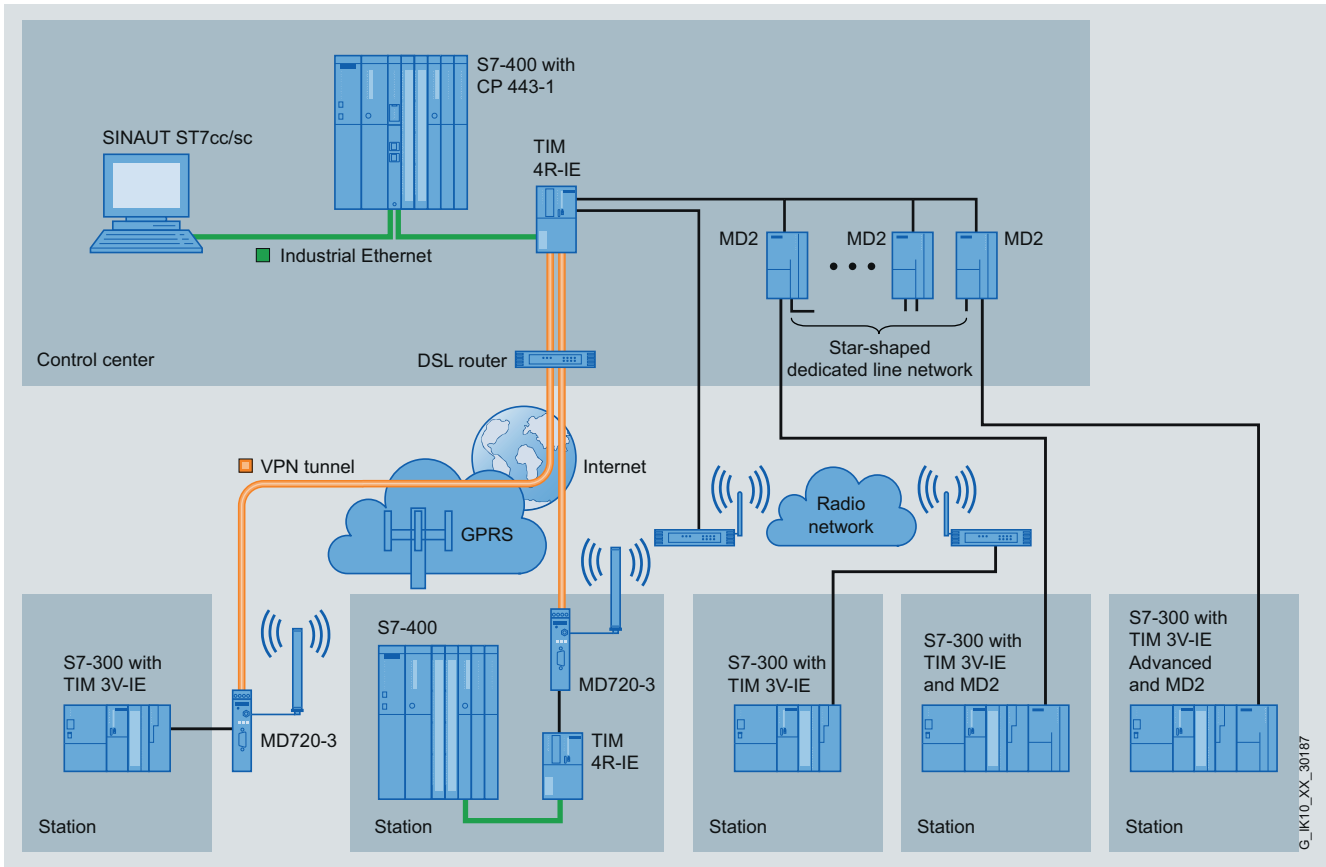 S7-400 with
CP 443-1
SINAUT ST7cc/sc
TIM
4R-IE
MD2
MD2
MD2
Industrial Ethernet
Star-shaped
dedicated line network
Control center
DSL router
VPN tunnel
Internet
GPRS
Radio
network
S7-300 with
TIM 3V-IE
MD720-3
Station
S7-400
MD720-3
TIM
4R-IE
Station
S7-300 with
TIM 3V-IE
Station
S7-300 with
TIM 3V-IE
and MD2
Station
S7-300 with
TIM 3V-IE
Advanced
and MD2
Station
G_IK10_XX_30187